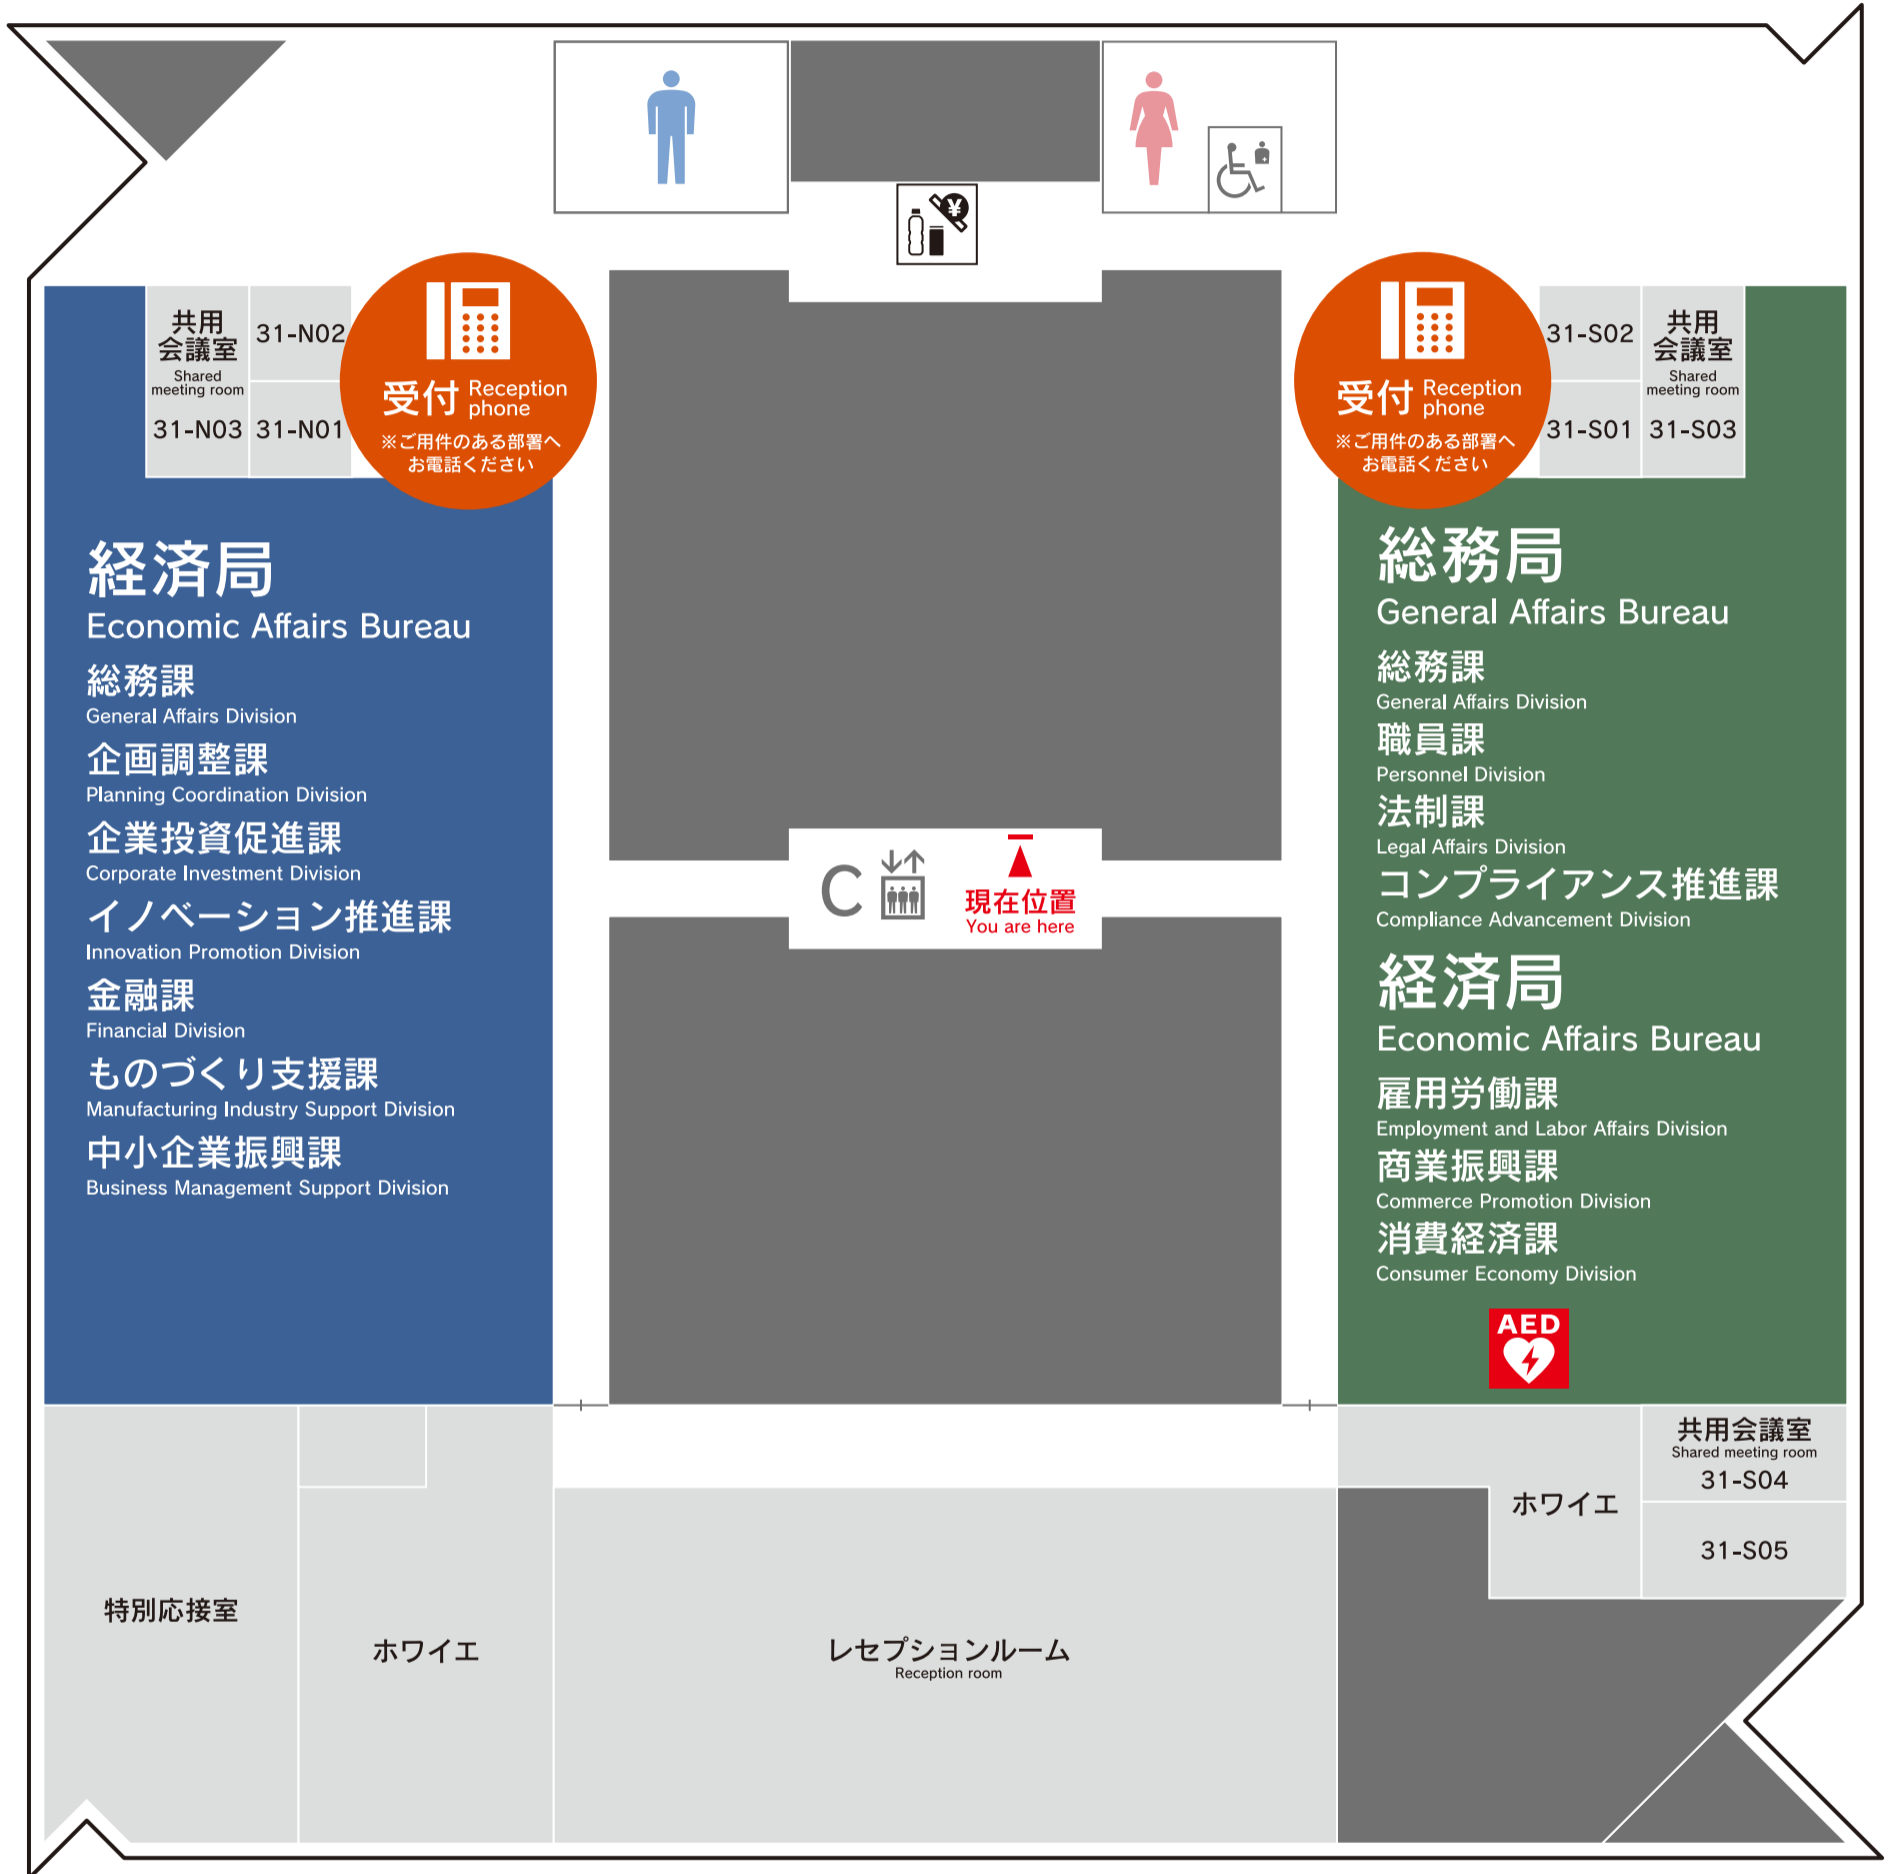 共用
会議室
Shared
meeting room
31-N03
31-N02
31-N01
受付
Reception
phone
※ご用件のある部署へ
お電話ください
受付
Reception
phone
※ご用件のある部署へ
お電話ください
31-S02
31-S01
共用
会議室
Shared
meeting room
31-S03
¥
経済局
Economic Affairs Bureau
総務課
General Affairs Division
企画調整課
Planning Coordination Division
企業投資促進課
Corporate Investment Division
イノベーション推進課
Innovation Promotion Division
金融課
Financial Division
ものづくり支援課
Manufacturing Industry Support Division
中小企業振興課
Business Management Support Division
C
現在位置
You are here
総務局
General Affairs Bureau
総務課
General Affairs Division
職員課
Personnel Division
法制課
Legal Affairs Division
コンプライアンス推進課
Compliance Advancement Division
経済局
Economic Affairs Bureau
雇用労働課
Employment and Labor Affairs Division
商業振興課
Commerce Promotion Division
消費経済課
Consumer Economy Division
AED
特別応接室
ホワイエ
レセプションルーム
Reception room
ホワイエ
共用会議室
Shared meeting room
31-S04
31-S05